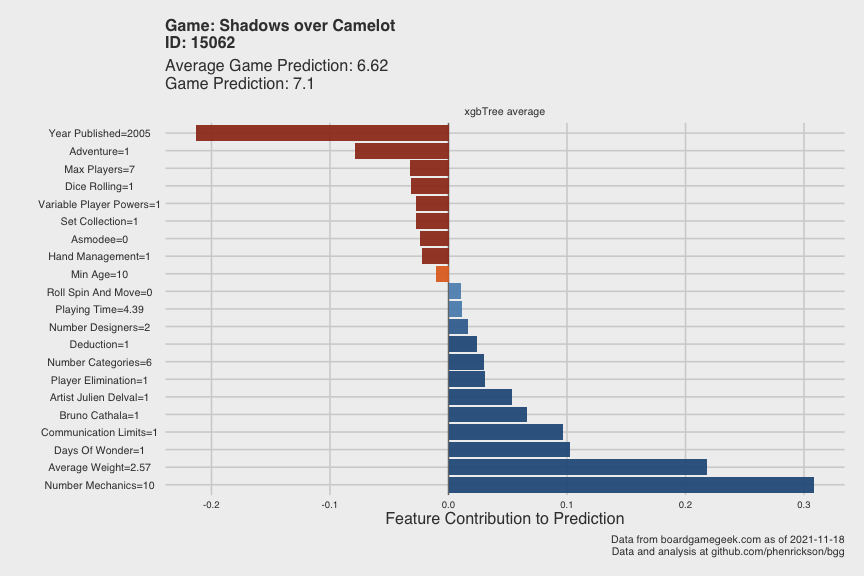 Game: Shadows over Camelot
ID: 15062
Average Game Prediction: 6.62
Game Prediction: 7.1
xgbTree average
Year Published=2005
Adventure=1
Max Players=7
Dice Rolling=1
Variable Player Powers=1
Set Collection=1
Asmodee=0
Hand Management=1
Min Age=10
Roll Spin And Move=0
Playing Time=4.39
Number Designers=2
Deduction=1
Number Categories=6
Player Elimination=1
Artist Julien Delval=1
Bruno Cathala=1
Communication Limits=1
Days Of Wonder=1
Average Weight=2.57
Number Mechanics=10
-0.2 -0.1 0.0 0.1 0.2 0.3
Feature Contribution to Prediction
Data from boardgamegeek.com as of 2021-11-18
Data and analysis at github.com/phenrickson/bgg